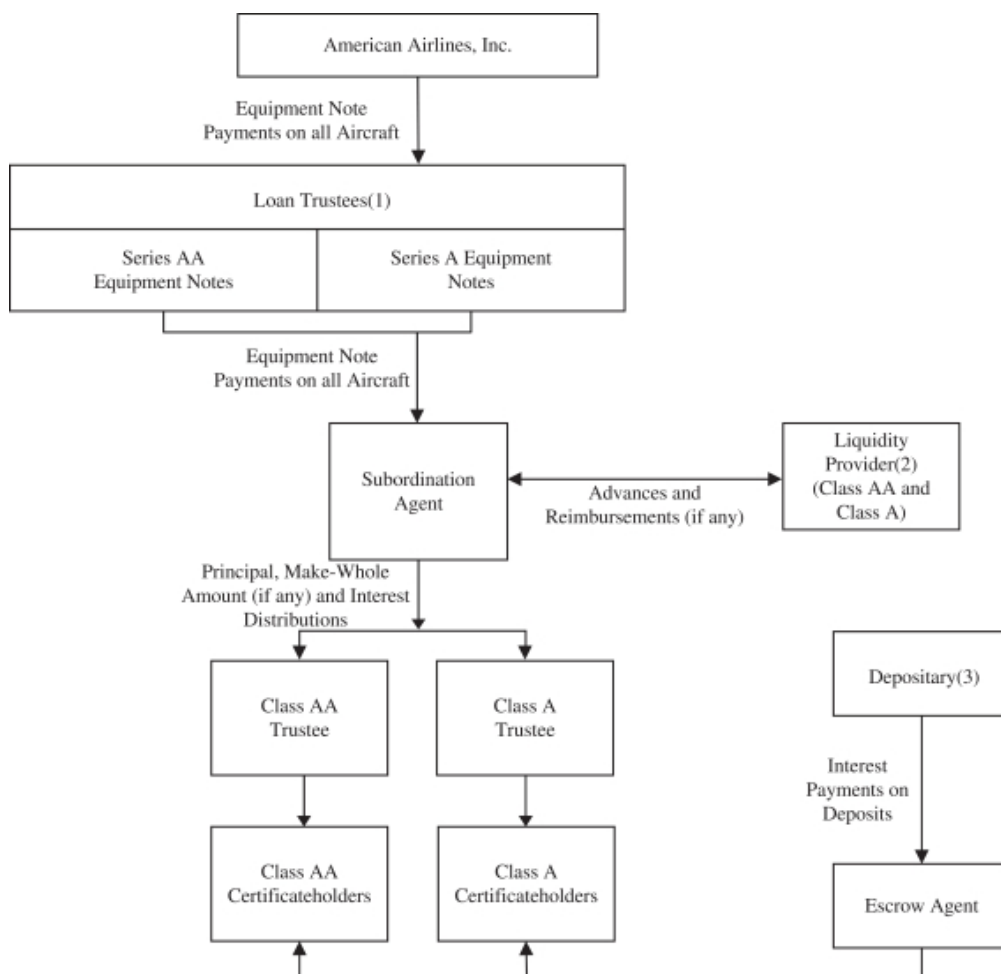 American Airlines, Inc.
Equipment Note
Payments on all Aircraft
Loan Trustees(1)
Series AA
Equipment Notes
Series A Equipment
Notes
Equipment Note
Payments on all Aircraft
Subordination
Agent
Advances and
Reimbursements (if any)
Liquidity
Provider(2)
(Class AA and
Class A)
Principal, Make-Whole
Amount (if any) and Interest
Distributions
Class AA
Trustee
Class A
Trustee
Depositary(3)
Interest
Payments on
Deposits
Class AA
Certificateholders
Class A
Certificateholders
Escrow Agent